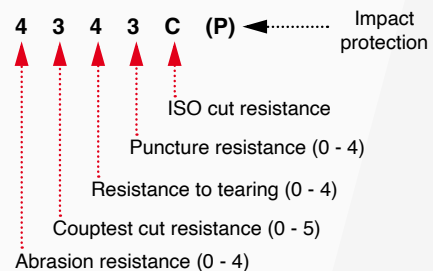 4 3 4 3 C (P)
Impact
protection
ISO cut resistance
Puncture resistance (0 - 4)
Resistance to tearing (0 - 4)
Couptest cut resistance (0 - 5)
Abrasion resistance (0 - 4)